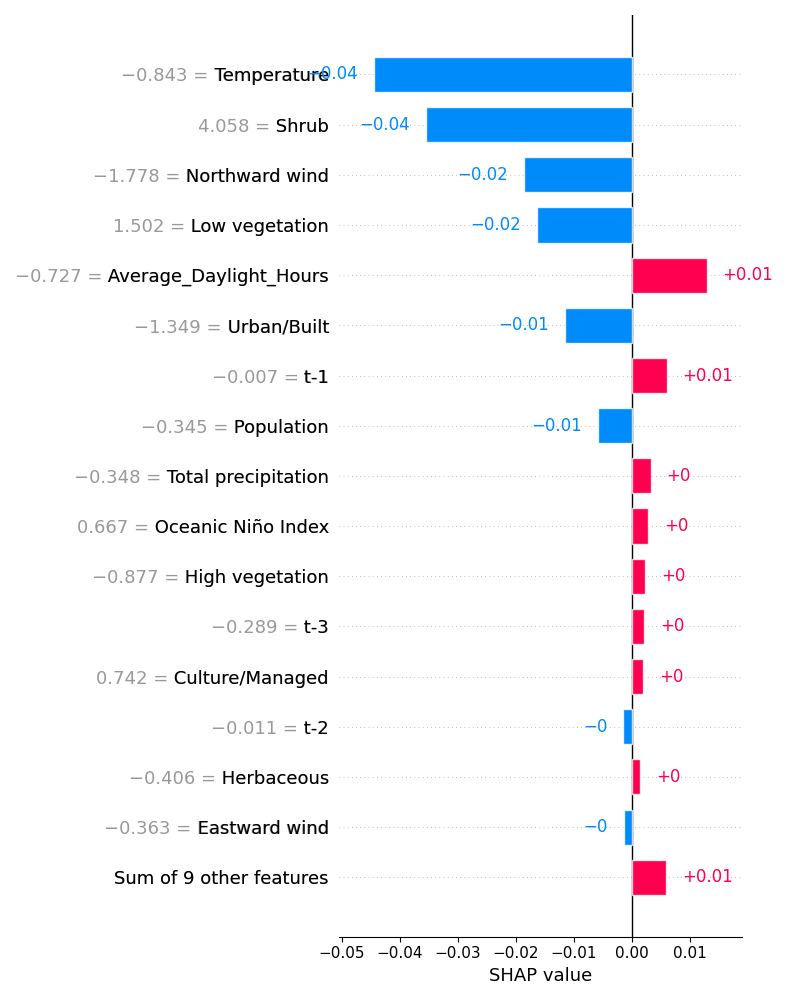 −0.843 = Temperature −0.04
4.058 = Shrub −0.04
−1.778 = Northward wind −0.02
1.502 = Low vegetation −0.02
−0.727 = Average_Daylight_Hours +0.01
−1.349 = Urban/Built −0.01
−0.007 = t-1 +0.01
−0.345 = Population −0.01
−0.348 = Total precipitation +0
0.667 = Oceanic Niño Index +0
−0.877 = High vegetation +0
−0.289 = t-3 +0
0.742 = Culture/Managed +0
−0.011 = t-2 −0
−0.406 = Herbaceous +0
−0.363 = Eastward wind −0
Sum of 9 other features +0.01
−0.05 −0.04 −0.03 −0.02 −0.01 0.00 0.01
SHAP value